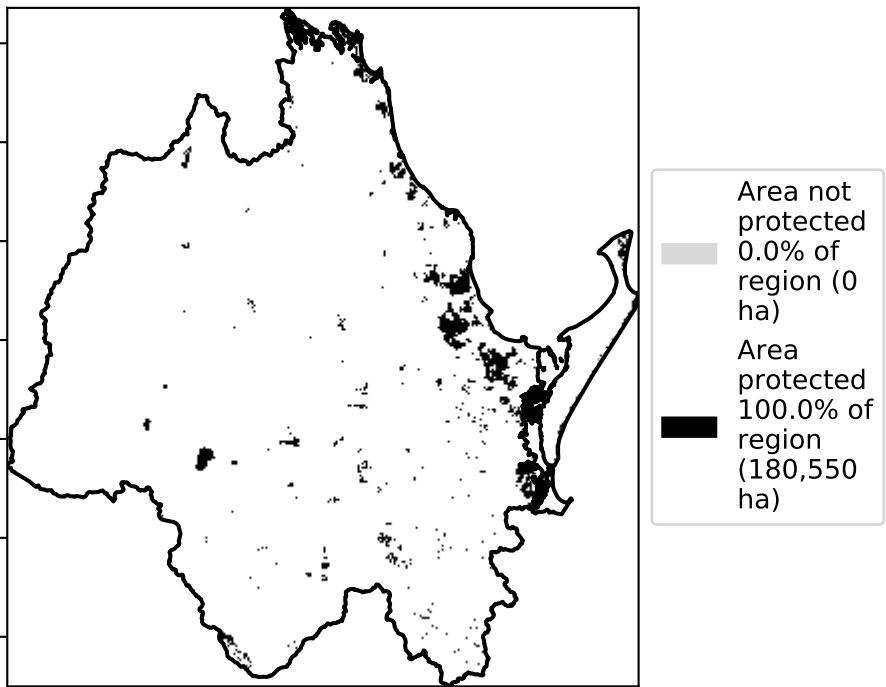 Area not
protected
0.0% of
region (0
ha)
Area
protected
100.0% of
region
(180,550
ha)